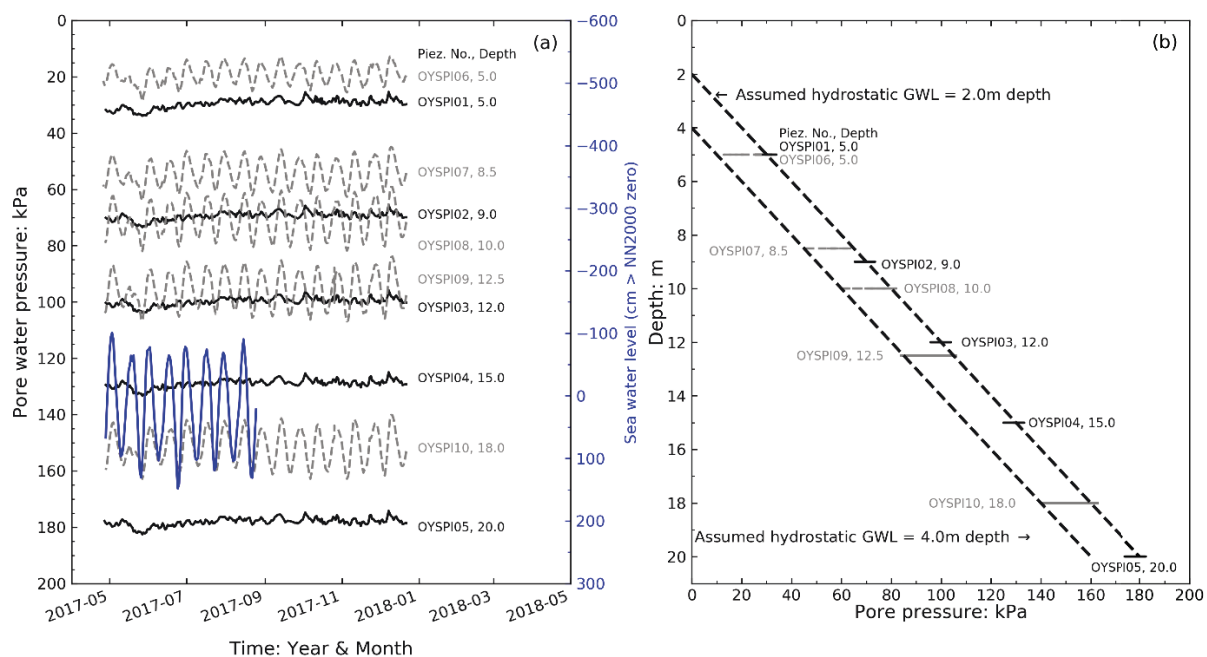 (a)
Piez. No., Depth
OYSPI06, 5.0
OYSPI01, 5.0
OYSPI07, 8.5
OYSPI02, 9.0
OYSPI08, 10.0
OYSPI09, 12.5
OYSPI03, 12.0
OYSPI04, 15.0
OYSPI10, 18.0
OYSPI05, 20.0
0
20
40
60
80
100
120
140
160
180
200
Pore water pressure: kPa
−600
−500
−400
−300
−200
−100
0
100
200
300
Sea water level (cm > NN2000 zero)
2017-05
2017-07
2017-09
2017-11
2018-01
2018-03
2018-05
Time: Year & Month
(b)
← Assumed hydrostatic GWL = 2.0m depth
Piez. No., Depth
OYSPI01, 5.0
OYSPI06, 5.0
OYSPI07, 8.5
OYSPI02, 9.0
OYSPI08, 10.0
OYSPI03, 12.0
OYSPI09, 12.5
OYSPI04, 15.0
OYSPI10, 18.0
Assumed hydrostatic GWL = 4.0m depth →
OYSPI05, 20.0
0
2
4
6
8
10
12
14
16
18
20
Depth: m
0
20
40
60
80
100
120
140
160
180
200
Pore pressure: kPa